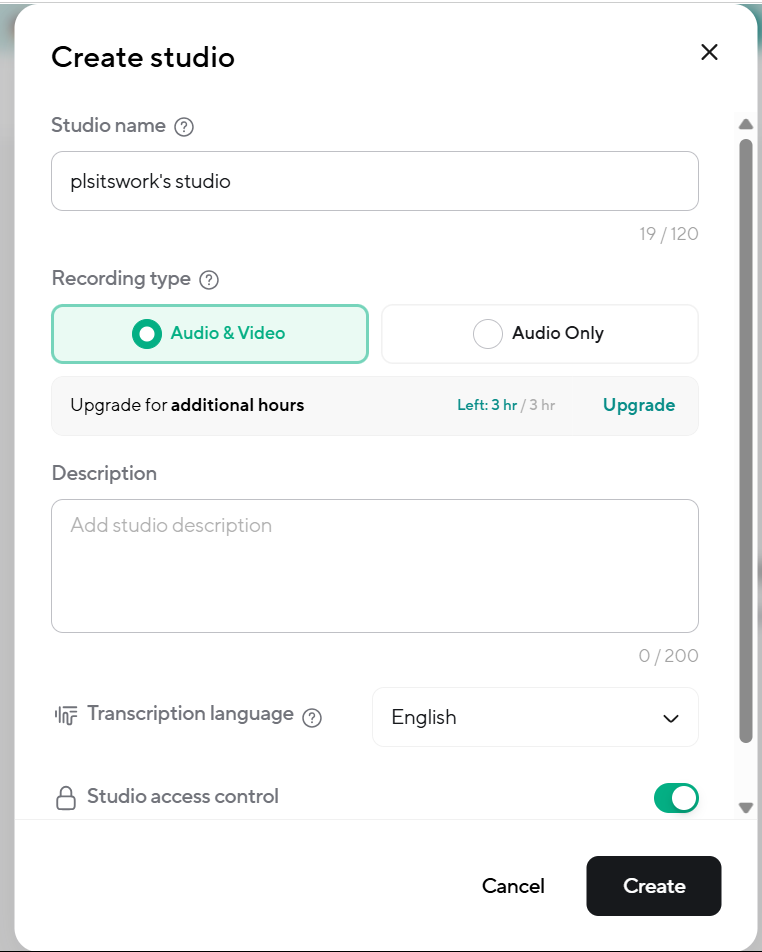 Create studio
Studio name
plsitswork's studio
19 / 120
Recording type
Audio & Video
Audio Only
Upgrade for additional hours Left: 3 hr / 3 hr Upgrade
Description
Add studio description
0 / 200
Transcription language English
Studio access control
Cancel Create